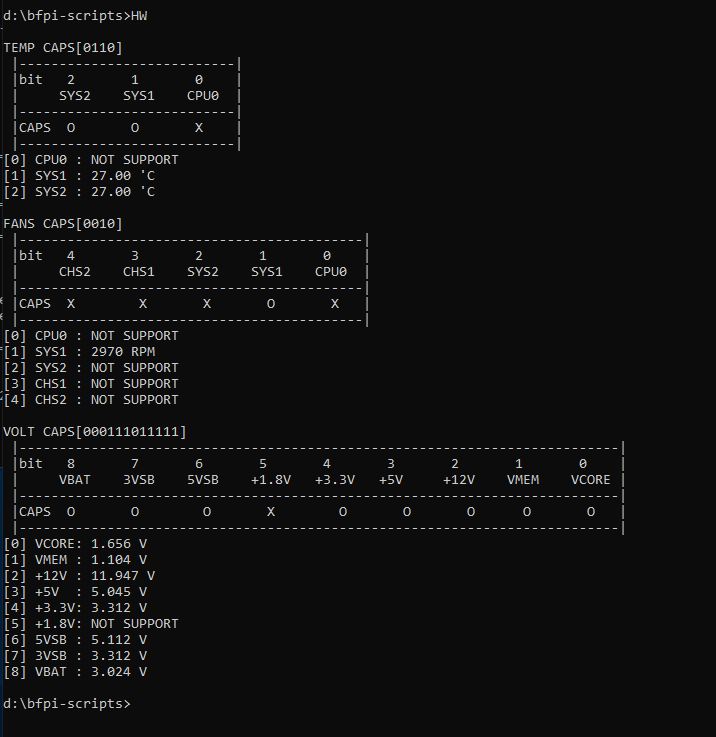 d:\bfpi-scripts>HW
TEMP CAPS[0110]
|---------------------------|
|bit   2       1       0    |
|      SYS2    SYS1    CPU0  |
|---------------------------|
|CAPS  O       O       X    |
|---------------------------|
[0] CPU0 : NOT SUPPORT
[1] SYS1 : 27.00 'C
[2] SYS2 : 27.00 'C
FANS CAPS[0010]
|-------------------------------------------|
|bit   4       3       2       1       0    |
|      CHS2    CHS1    SYS2    SYS1    CPU0  |
|-------------------------------------------|
|CAPS  X       X       X       O       X    |
|-------------------------------------------|
[0] CPU0 : NOT SUPPORT
[1] SYS1 : 2970 RPM
[2] SYS2 : NOT SUPPORT
[3] CHS1 : NOT SUPPORT
[4] CHS2 : NOT SUPPORT
VOLT CAPS[000111011111]
|---------------------------------------------------------------------------|
|bit   8       7       6       5       4       3       2       1       0    |
|      VBAT    3VSB    5VSB    +1.8V   +3.3V   +5V     +12V    VMEM    VCORE |
|---------------------------------------------------------------------------|
|CAPS  O       O       O       X       O       O       O       O       O    |
|---------------------------------------------------------------------------|
[0] VCORE: 1.656 V
[1] VMEM : 1.104 V
[2] +12V : 11.947 V
[3] +5V  : 5.045 V
[4] +3.3V: 3.312 V
[5] +1.8V: NOT SUPPORT
[6] 5VSB : 5.112 V
[7] 3VSB : 3.312 V
[8] VBAT : 3.024 V
d:\bfpi-scripts>